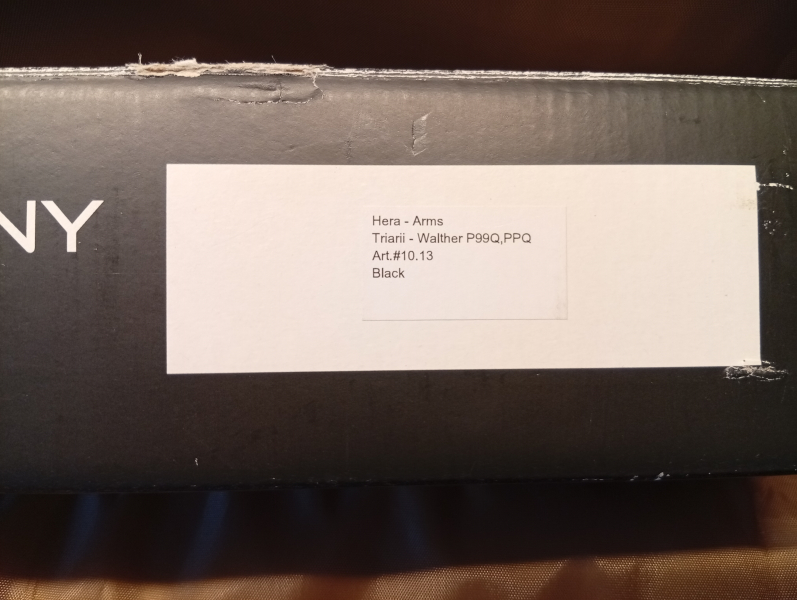 NY
Hera - Arms
Triarii - Walther P99Q,PPQ
Art.#10.13
Black